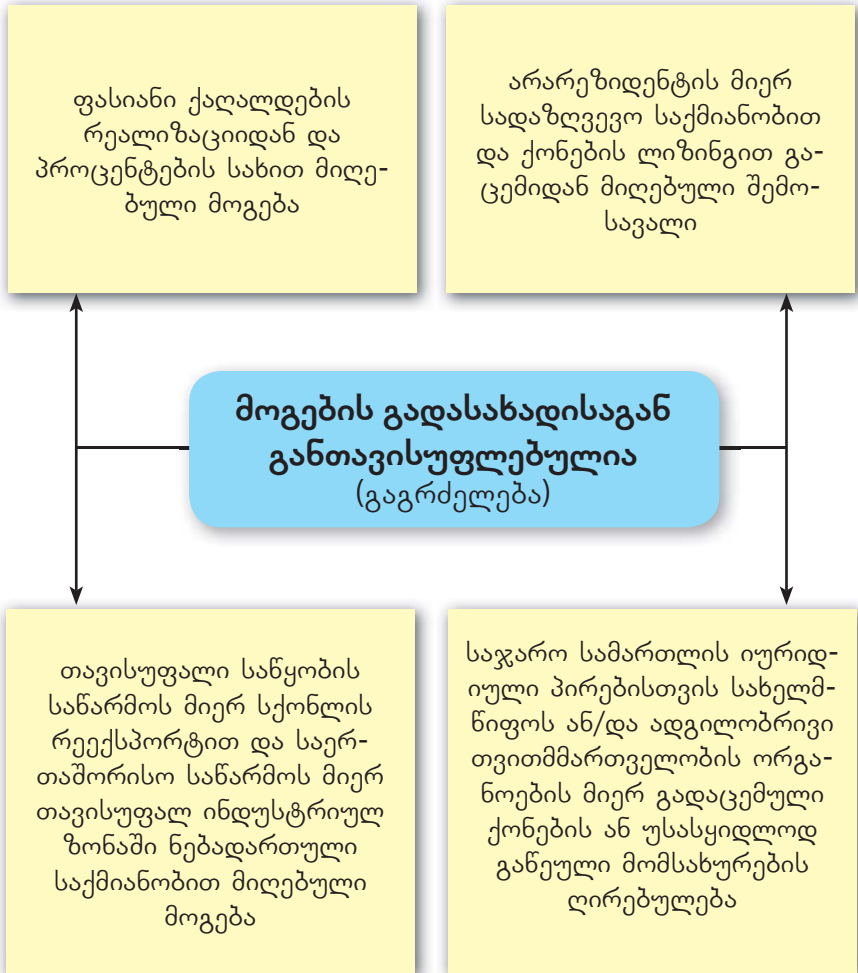 ფასიანი ქაღალდების
რეალიზაციიდან და
პროცენტების სახით მიღე-
ბული მოგება
არარეზიდენტის მიერ
სადაზღვევო საქმიანობით
და ქონების ლიზინგით გა-
ცემიდან მიღებული შემო-
სავალი
მოგების გადასახადისაგან
განთავისუფლებულია
(გაგრძელება)
თავისუფალი საწყობის
საწარმოს მიერ სქონლის
რეექსპორტით და საერ-
თაშორისო საწარმოს მიერ
თავისუფალ ინდუსტრიულ
ზონაში ნებადართული
საქმიანობით მიღებული
მოგება
საჯარო სამართლის იურიდ-
იული პირებისთვის სახელმ-
წიფოს ან/და ადგილობრივი
თვითმმართველობის ორგა-
ნოების მიერ გადაცემული
ქონების ან უსასყიდლოდ
გაწეული მომსახურების
ღირებულება